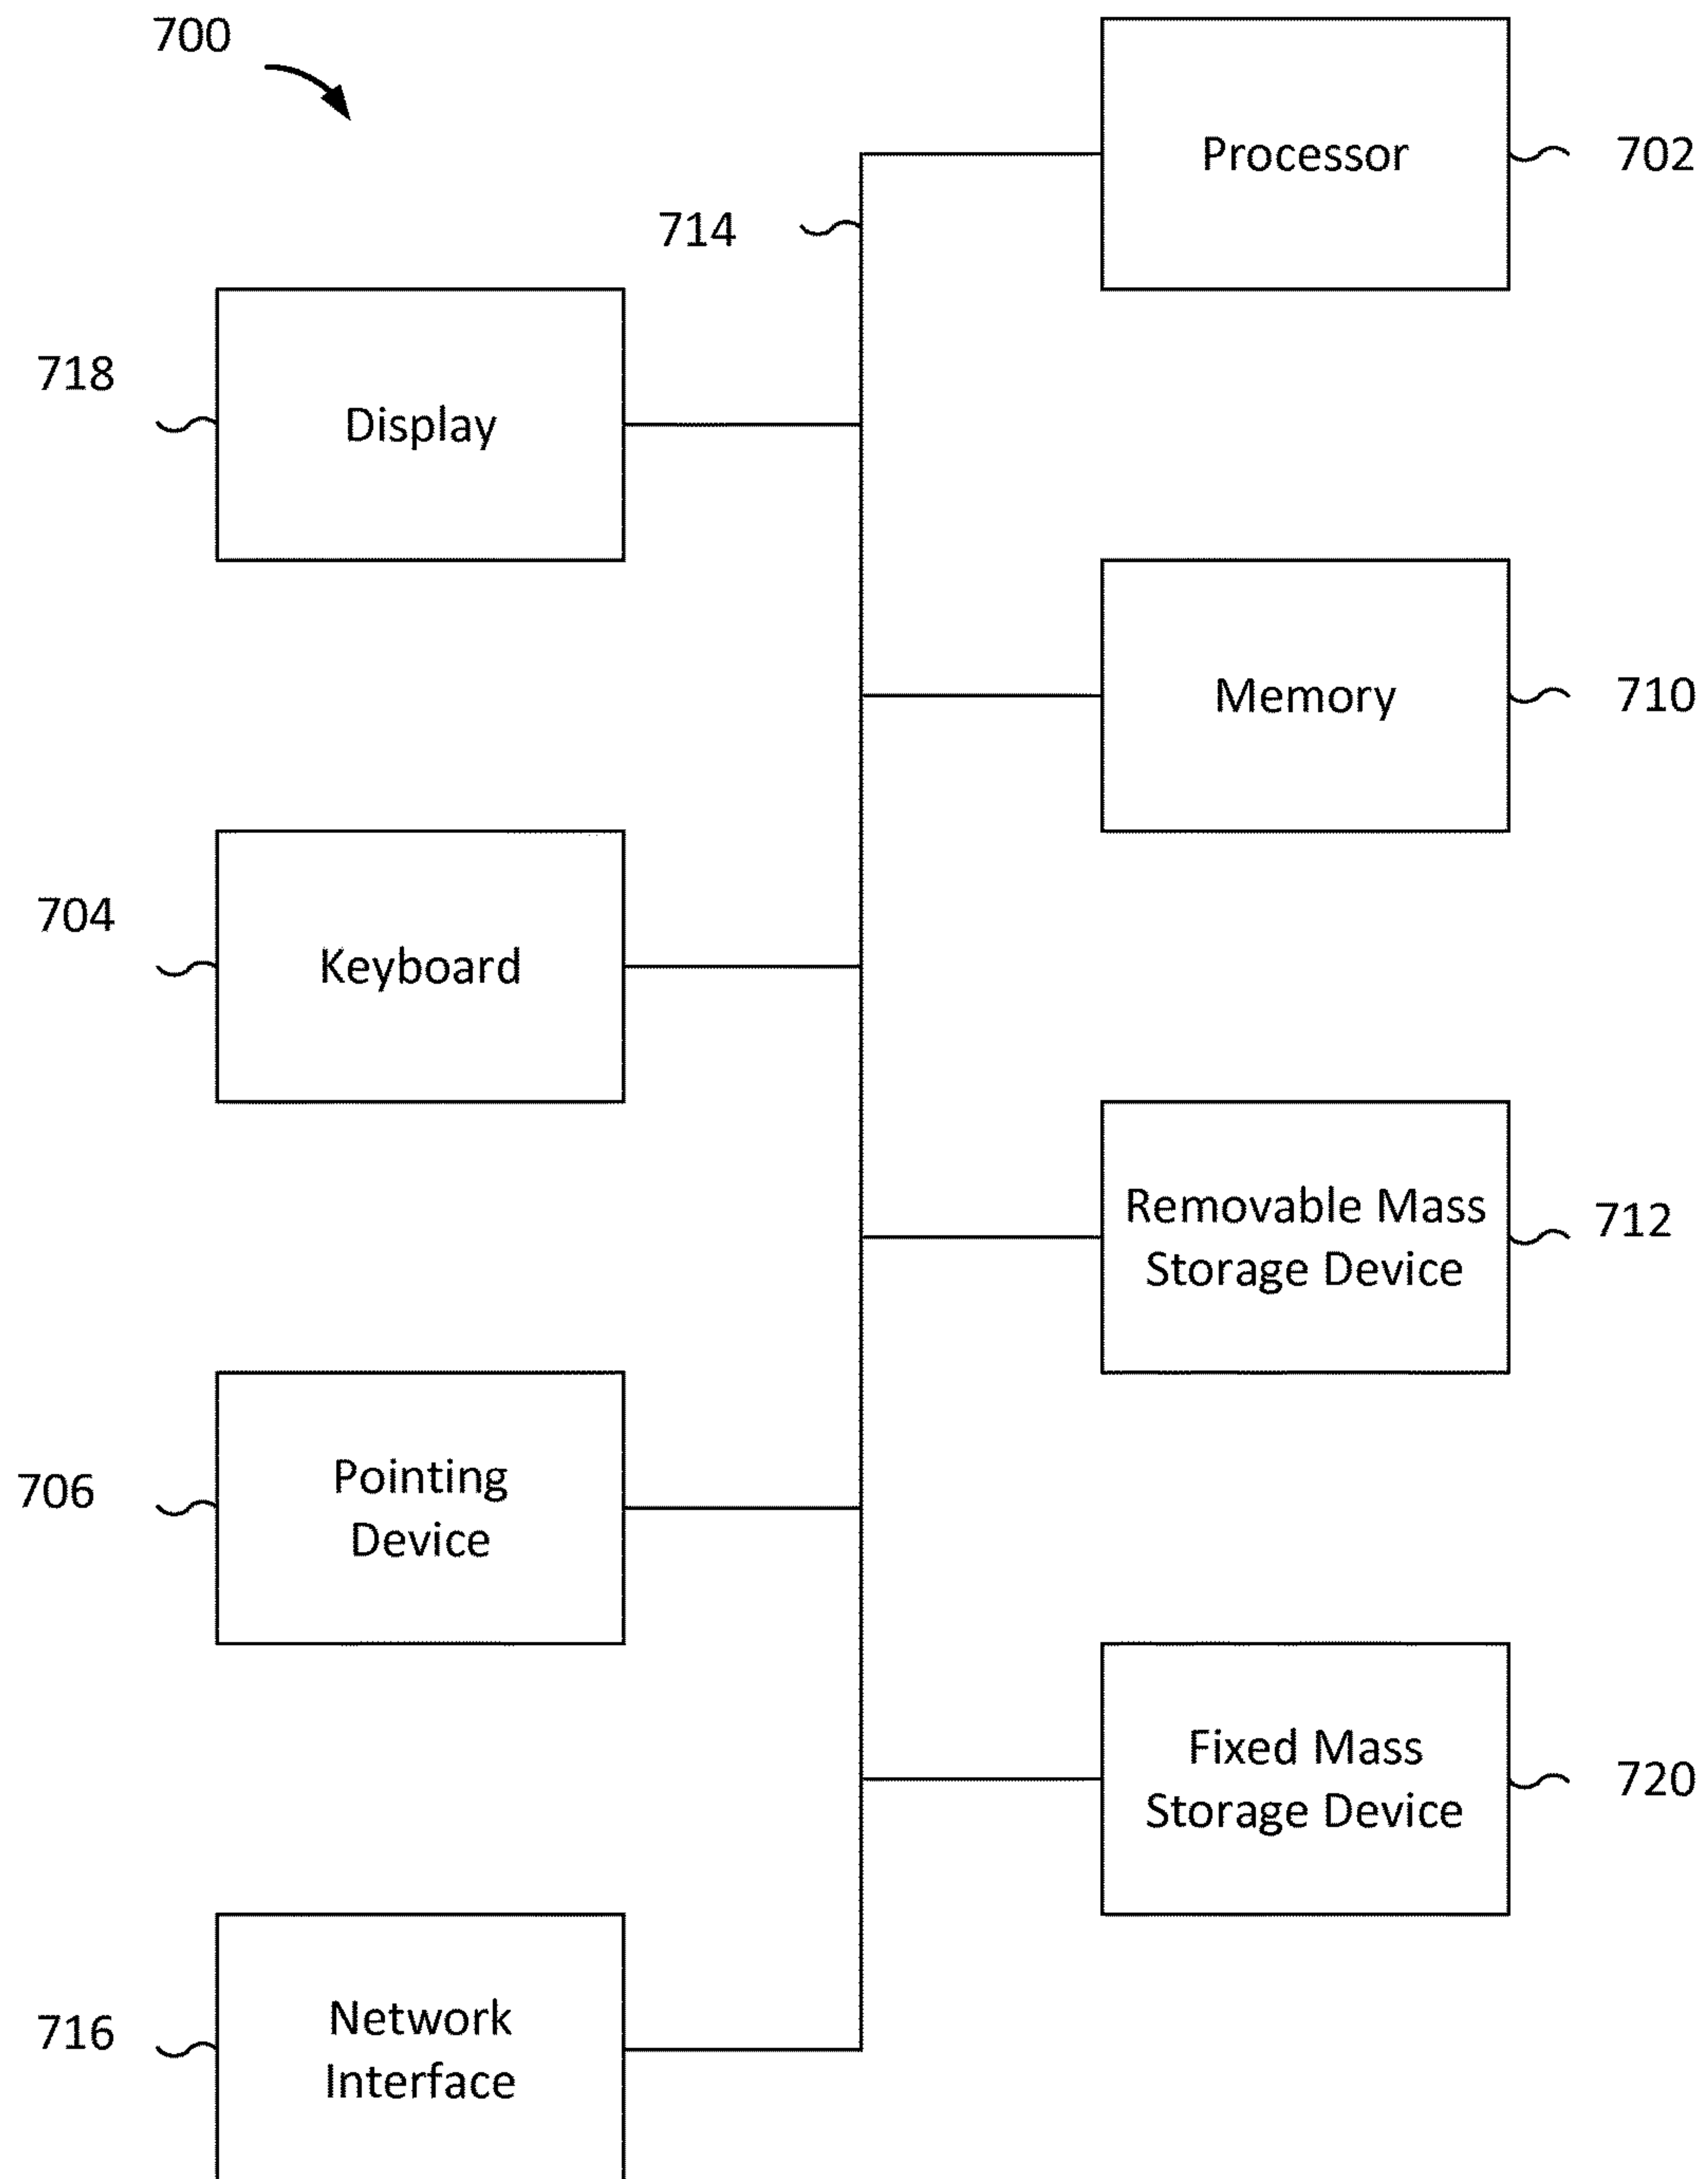 700
Processor
702
714
718
Display
Memory
710
704
Keyboard
Removable Mass
Storage Device
712
706
Pointing
Device
Fixed Mass
Storage Device
720
716
Network
Interface